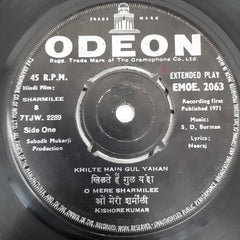 TRADE MARK
ODEON
Regd. Trade Mark of The Gramophone Co. Ltd.
45 R.P.M.
Hindi Film:
SHARMILEE
B
7TJW. 2289
Side One
Subodh Mukerji
Production
EXTENDED PLAY
EMOE. 2063
Recording first
Published 1971
Music:
S. D. Burman
Lyrics:
Neeraj
KHILTE HAIN GUL YAHAN
खिलते हैं गुल यहाँ
O MERE SHARMILEE
ओ मेरी शर्मीली
KISHORE KUMAR